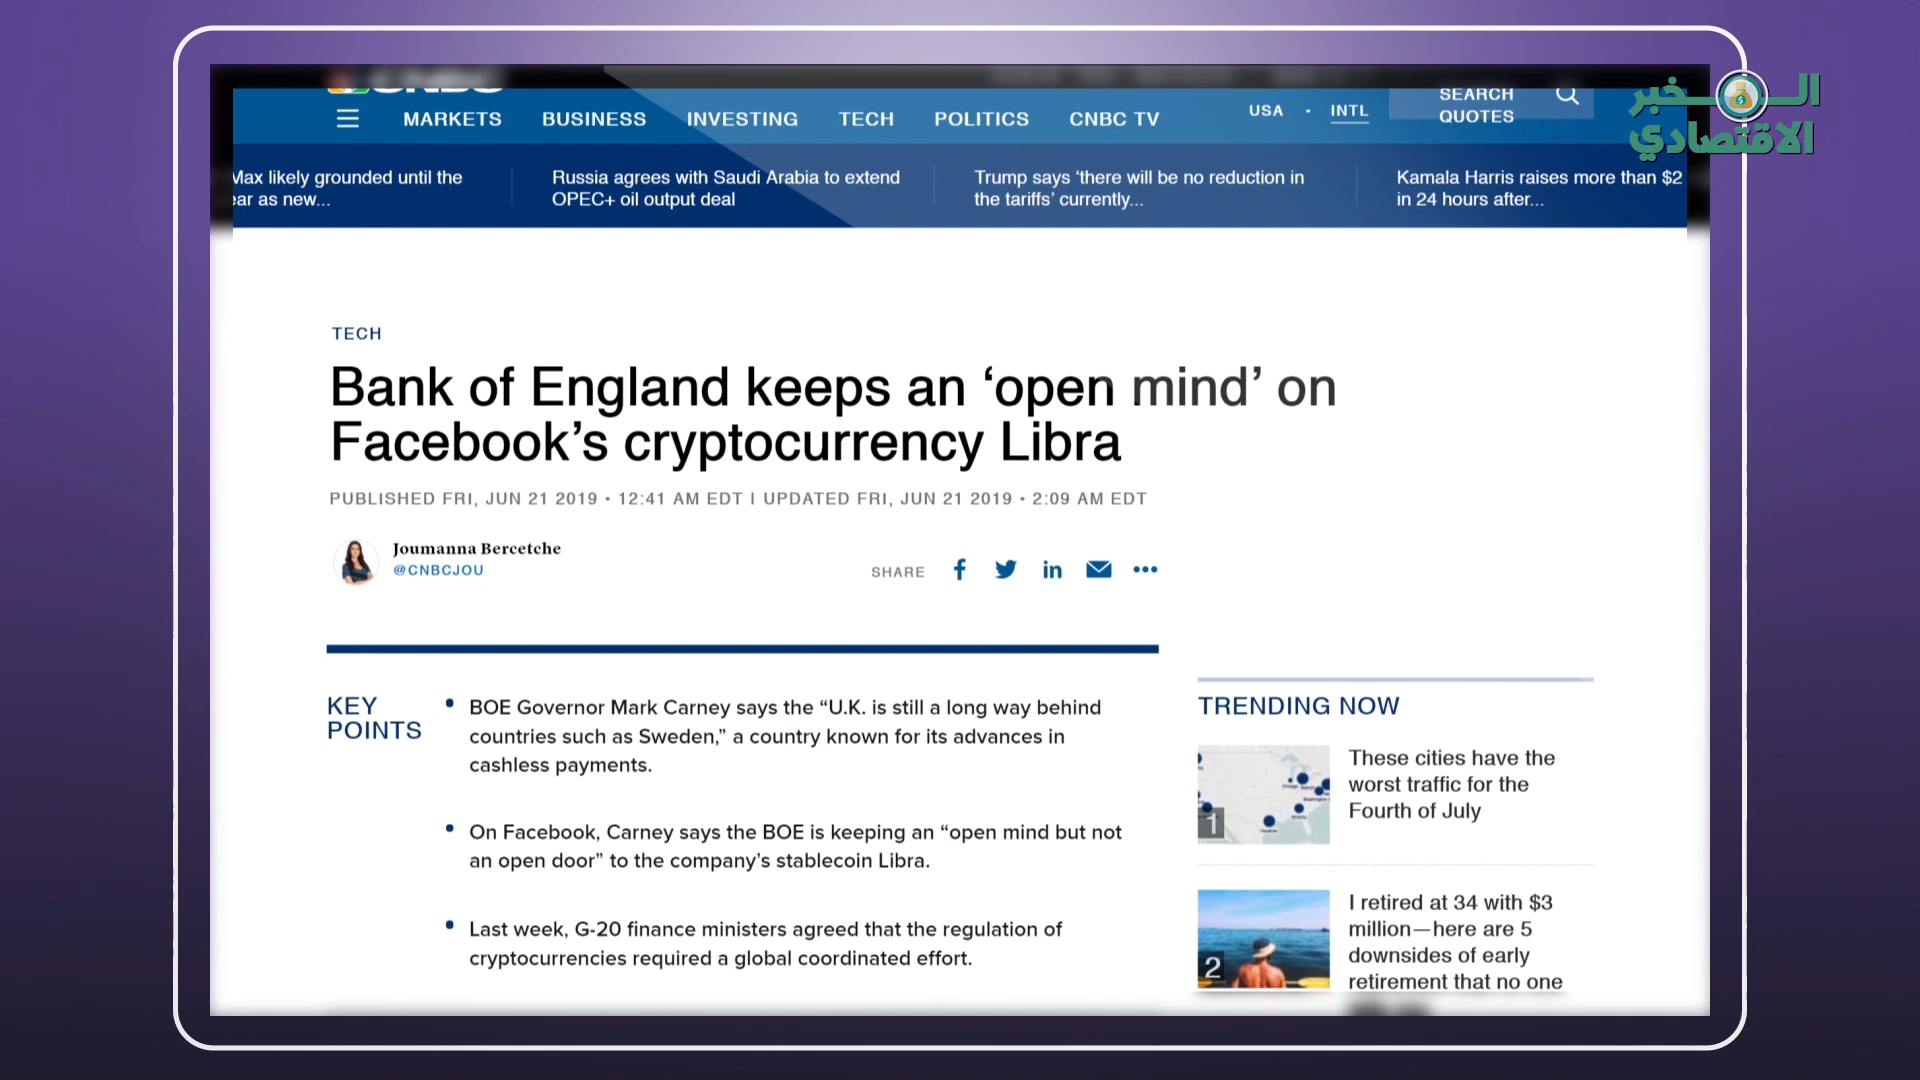 CNBC
MARKETS BUSINESS INVESTING TECH POLITICS CNBC TV
USA · INTL
SEARCH
QUOTES
المخبر
الاقتصادي
Max likely grounded until the
ear as new...
Russia agrees with Saudi Arabia to extend
OPEC+ oil output deal
Trump says ‘there will be no reduction in
the tariffs’ currently...
Kamala Harris raises more than $2
in 24 hours after...
TECH
Bank of England keeps an ‘open mind’ on
Facebook’s cryptocurrency Libra
PUBLISHED FRI, JUN 21 2019 • 12:41 AM EDT | UPDATED FRI, JUN 21 2019 • 2:09 AM EDT
Joumanna Bercetche
@CNBCJOU
SHARE
KEY
POINTS
• BOE Governor Mark Carney says the “U.K. is still a long way behind
countries such as Sweden,” a country known for its advances in
cashless payments.
• On Facebook, Carney says the BOE is keeping an “open mind but not
an open door” to the company’s stablecoin Libra.
• Last week, G-20 finance ministers agreed that the regulation of
cryptocurrencies required a global coordinated effort.
TRENDING NOW
1
These cities have the
worst traffic for the
Fourth of July
2
I retired at 34 with $3
million—here are 5
downsides of early
retirement that no one